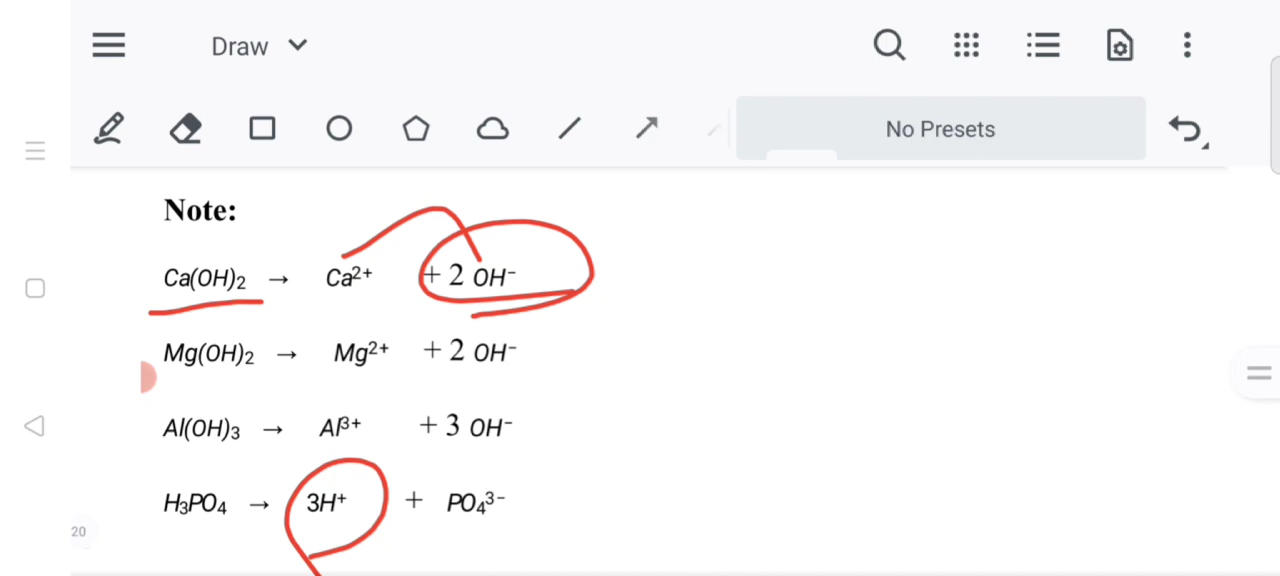 Draw
No Presets
Note:
Ca(OH)₂ → Ca²⁺ + 2 OH⁻
Mg(OH)₂ → Mg²⁺ + 2 OH⁻
Al(OH)₃ → Al³⁺ + 3 OH⁻
H₃PO₄ → 3H⁺ + PO₄³⁻
20